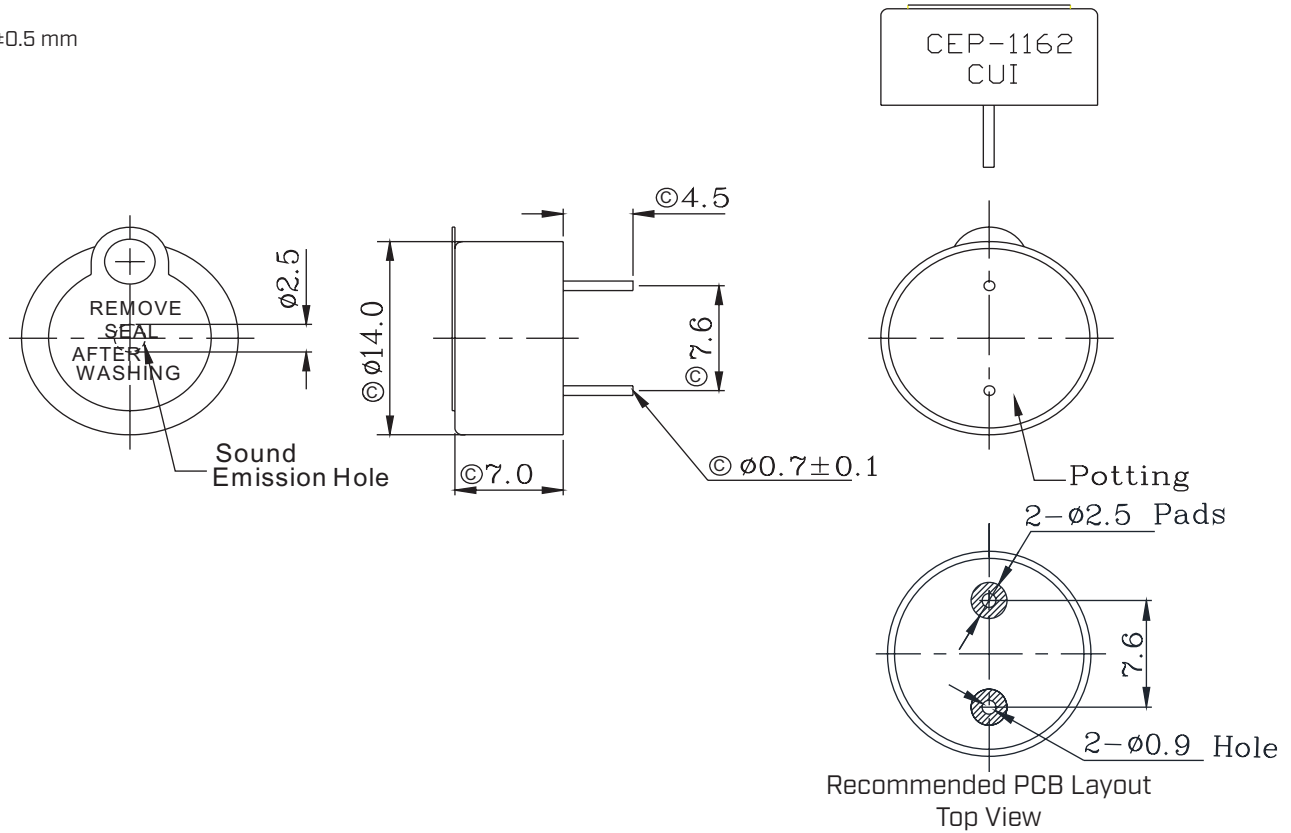 ±0.5 mm
CEP-1162
CUI
©4.5
ø2.5
REMOVE
SEAL
AFTER
WASHING
©ø14.0
©7.6
Sound
Emission Hole
©7.0
© ø0.7±0.1
Potting
2-ø2.5 Pads
7.6
2-ø0.9 Hole
Recommended PCB Layout
Top View